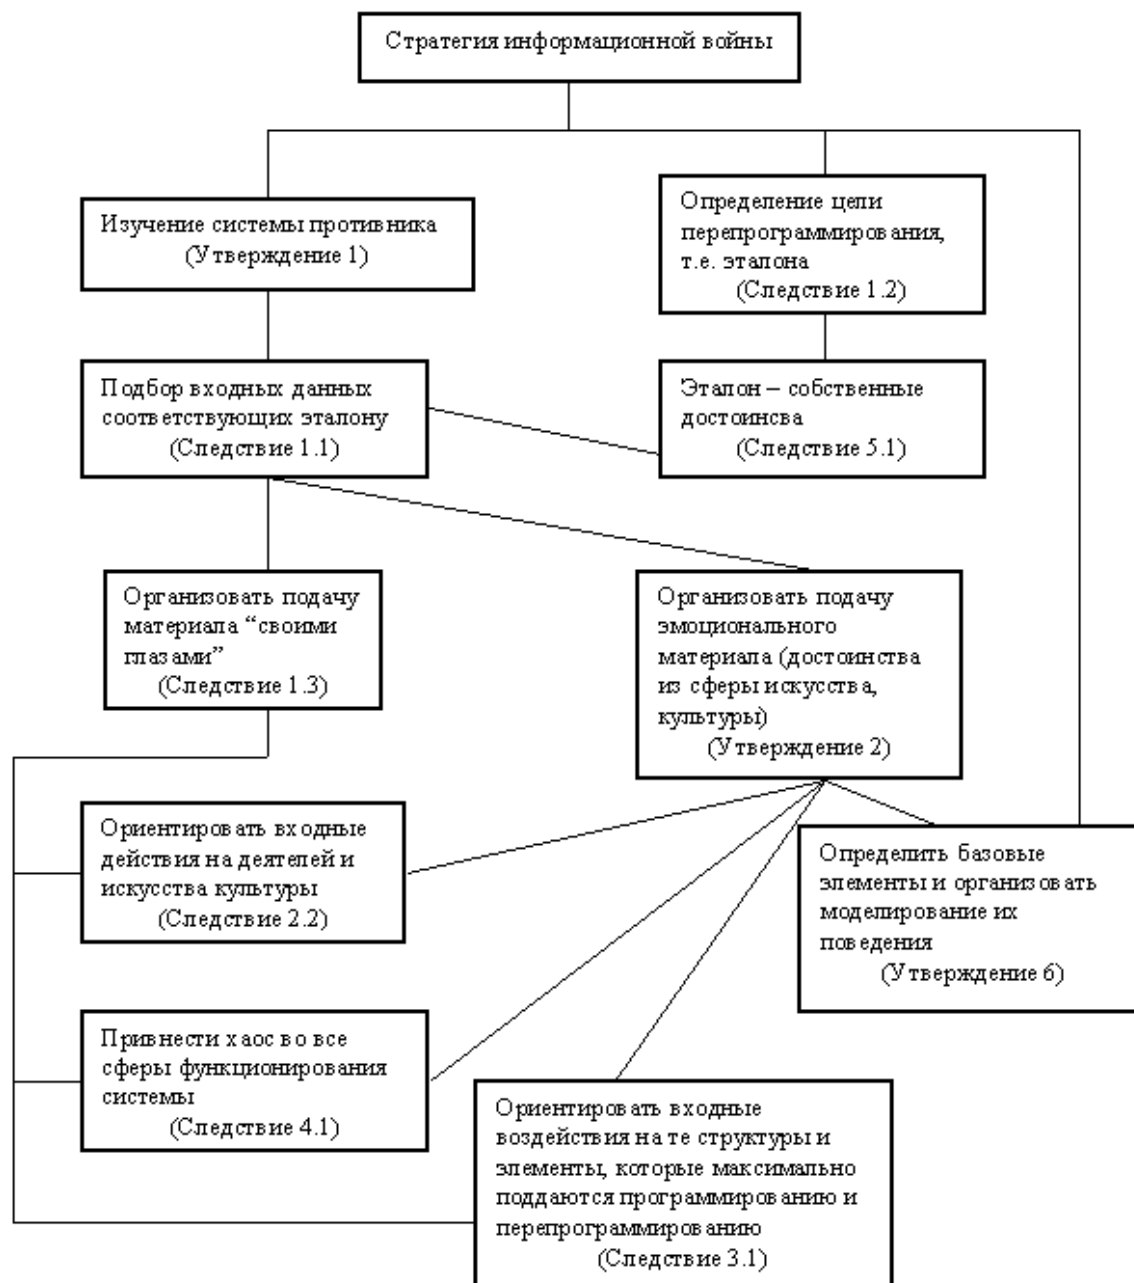 Стратегия информационной войны
Изучение системы противника
(Утверждение 1)
Определение цели
перепрограммирования,
т.е. эталона
(Следствие 1.2)
Подбор входных данных
соответствующих эталону
(Следствие 1.1)
Эталон – собственные
достоинсва
(Следствие 5.1)
Организовать подачу
материала “своими
глазами”
(Следствие 1.3)
Организовать подачу
эмоционального
материала (достоинства
из сферы искусства,
культуры)
(Утверждение 2)
Ориентировать входные
действия на деятелей и
искусства культуры
(Следствие 2.2)
Определить базовые
элементы и организовать
моделирование их
поведения
(Утверждение 6)
Привнести хаос во все
сферы функционирования
системы
(Следствие 4.1)
Ориентировать входные
воздействия на те структуры и
элементы, которые максимально
поддаются программированию и
перепрограммированию
(Следствие 3.1)